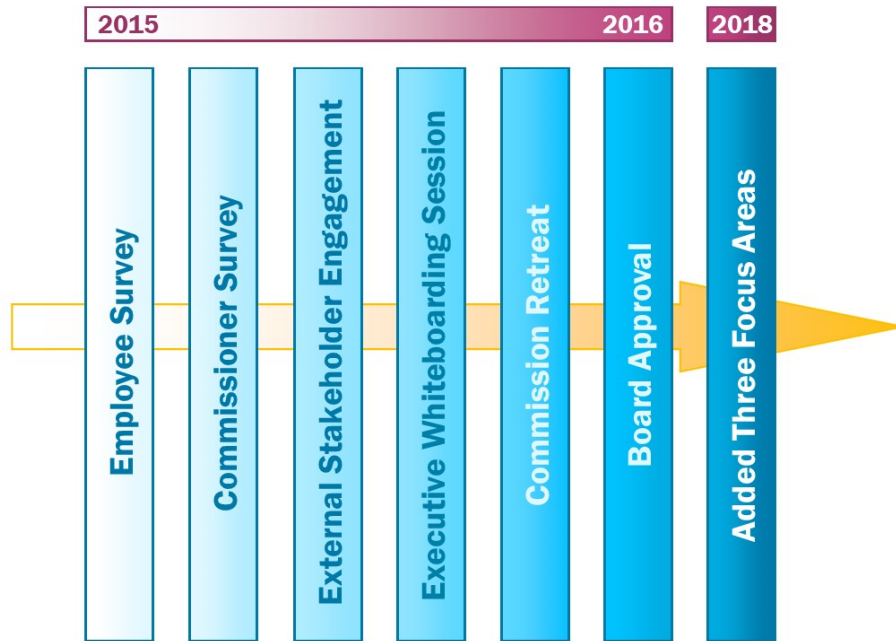 2015
2016
2018
Employee Survey
Commissioner Survey
External Stakeholder Engagement
Executive Whiteboarding Session
Commission Retreat
Board Approval
Added Three Focus Areas